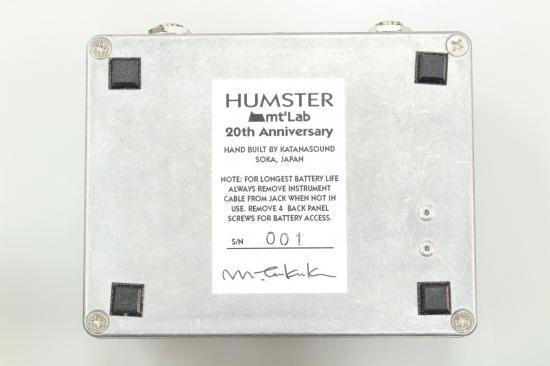 HUMSTER
mt'Lab
20th Anniversary
HAND BUILT BY KATANASOUND
SOKA, JAPAN
NOTE: FOR LONGEST BATTERY LIFE
ALWAYS REMOVE INSTRUMENT
CABLE FROM JACK WHEN NOT IN
USE. REMOVE 4 BACK PANEL
SCREWS FOR BATTERY ACCESS.
S/N 001